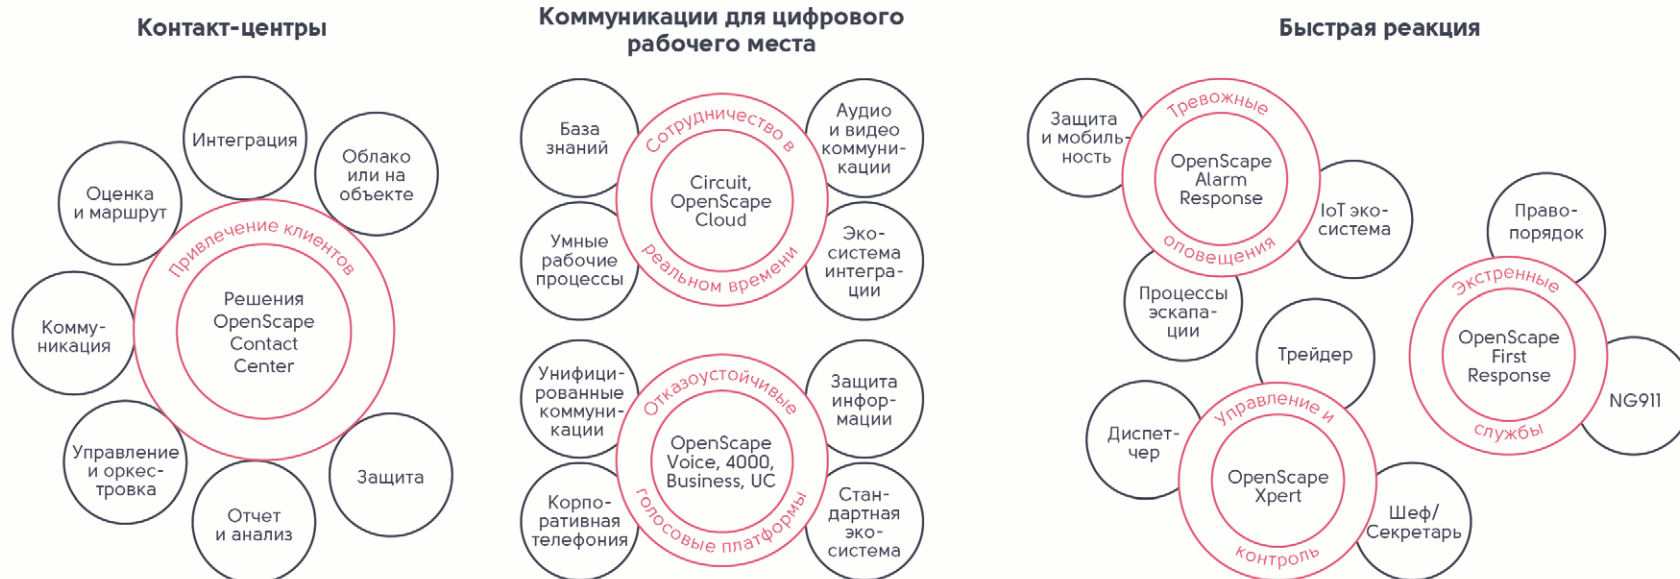 Контакт-центры
Интеграция
Облако
или на
объекте
Оценка
и маршрут
Привлечение клиентов
Решения
OpenScape
Contact
Center
Комму-
никация
Управление
и оркес-
тровка
Отчет
и анализ
Защита
Коммуникации для цифрового
рабочего места
База
знаний
Сотрудничество в
реальном времени
Circuit,
OpenScape
Cloud
Аудио
и видео
коммуни-
кации
Умные
рабочие
процессы
Эко-
система
интегра-
ции
Унифици-
рованные
коммуни-
кации
Отказоустойчивые
голосовые платформы
OpenScape
Voice, 4000,
Business, UC
Защита
инфор-
мации
Корпо-
ративная
телефония
Стан-
дартная
эко-
система
Быстрая реакция
Защита
и мобиль-
ность
Тревожные
оповещения
OpenScape
Alarm
Response
IoT эко-
система
Процессы
эскапа-
ции
Право-
порядок
Экстренные
службы
OpenScape
First
Response
NG911
Трейдер
Диспет-
чер
Управление и
контроль
OpenScape
Xpert
Шеф/
Секретарь